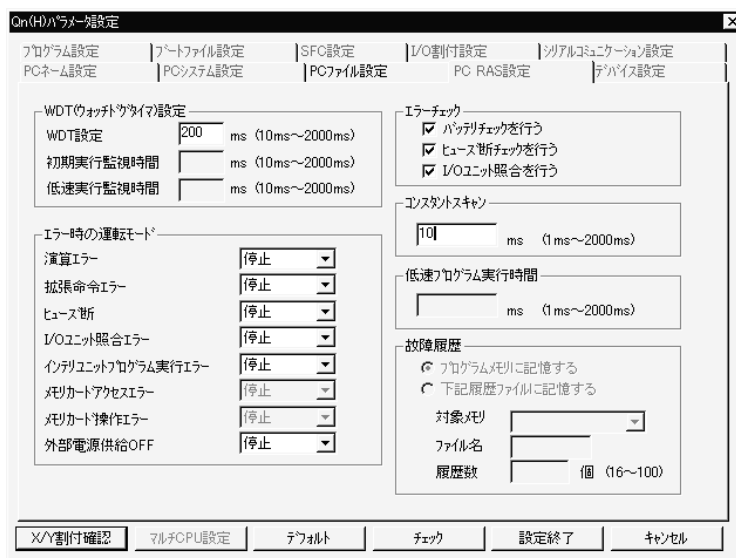 Qn(H)パラメータ設定
プログラム設定 ブートファイル設定 SFC設定 I/O割付設定 シリアルコミュニケーション設定
PCネーム設定 PCシステム設定 PCファイル設定 PC RAS設定 デバイス設定
WDT(ウォッチドグタイマ)設定
WDT設定 200 ms (10ms～2000ms)
初期実行監視時間 ms (10ms～2000ms)
低速実行監視時間 ms (10ms～2000ms)
エラー時の運転モード
演算エラー 停止
拡張命令エラー 停止
ヒューズ断 停止
I/Oユニット照合エラー 停止
インテリユニットプログラム実行エラー 停止
メモリカードアクセスエラー 停止
メモリカード操作エラー 停止
外部電源供給OFF 停止
エラーチェック
バッテリチェックを行う
ヒューズ断チェックを行う
I/Oユニット照合を行う
コンスタントスキャン
10 ms (1ms～2000ms)
低速プログラム実行時間
ms (1ms～2000ms)
故障履歴
プログラムメモリに記憶する
下記履歴ファイルに記憶する
対象メモリ
ファイル名
履歴数 個 (16～100)
X/Y割付確認 マルチCPU設定 デフォルト チェック 設定終了 キャンセル